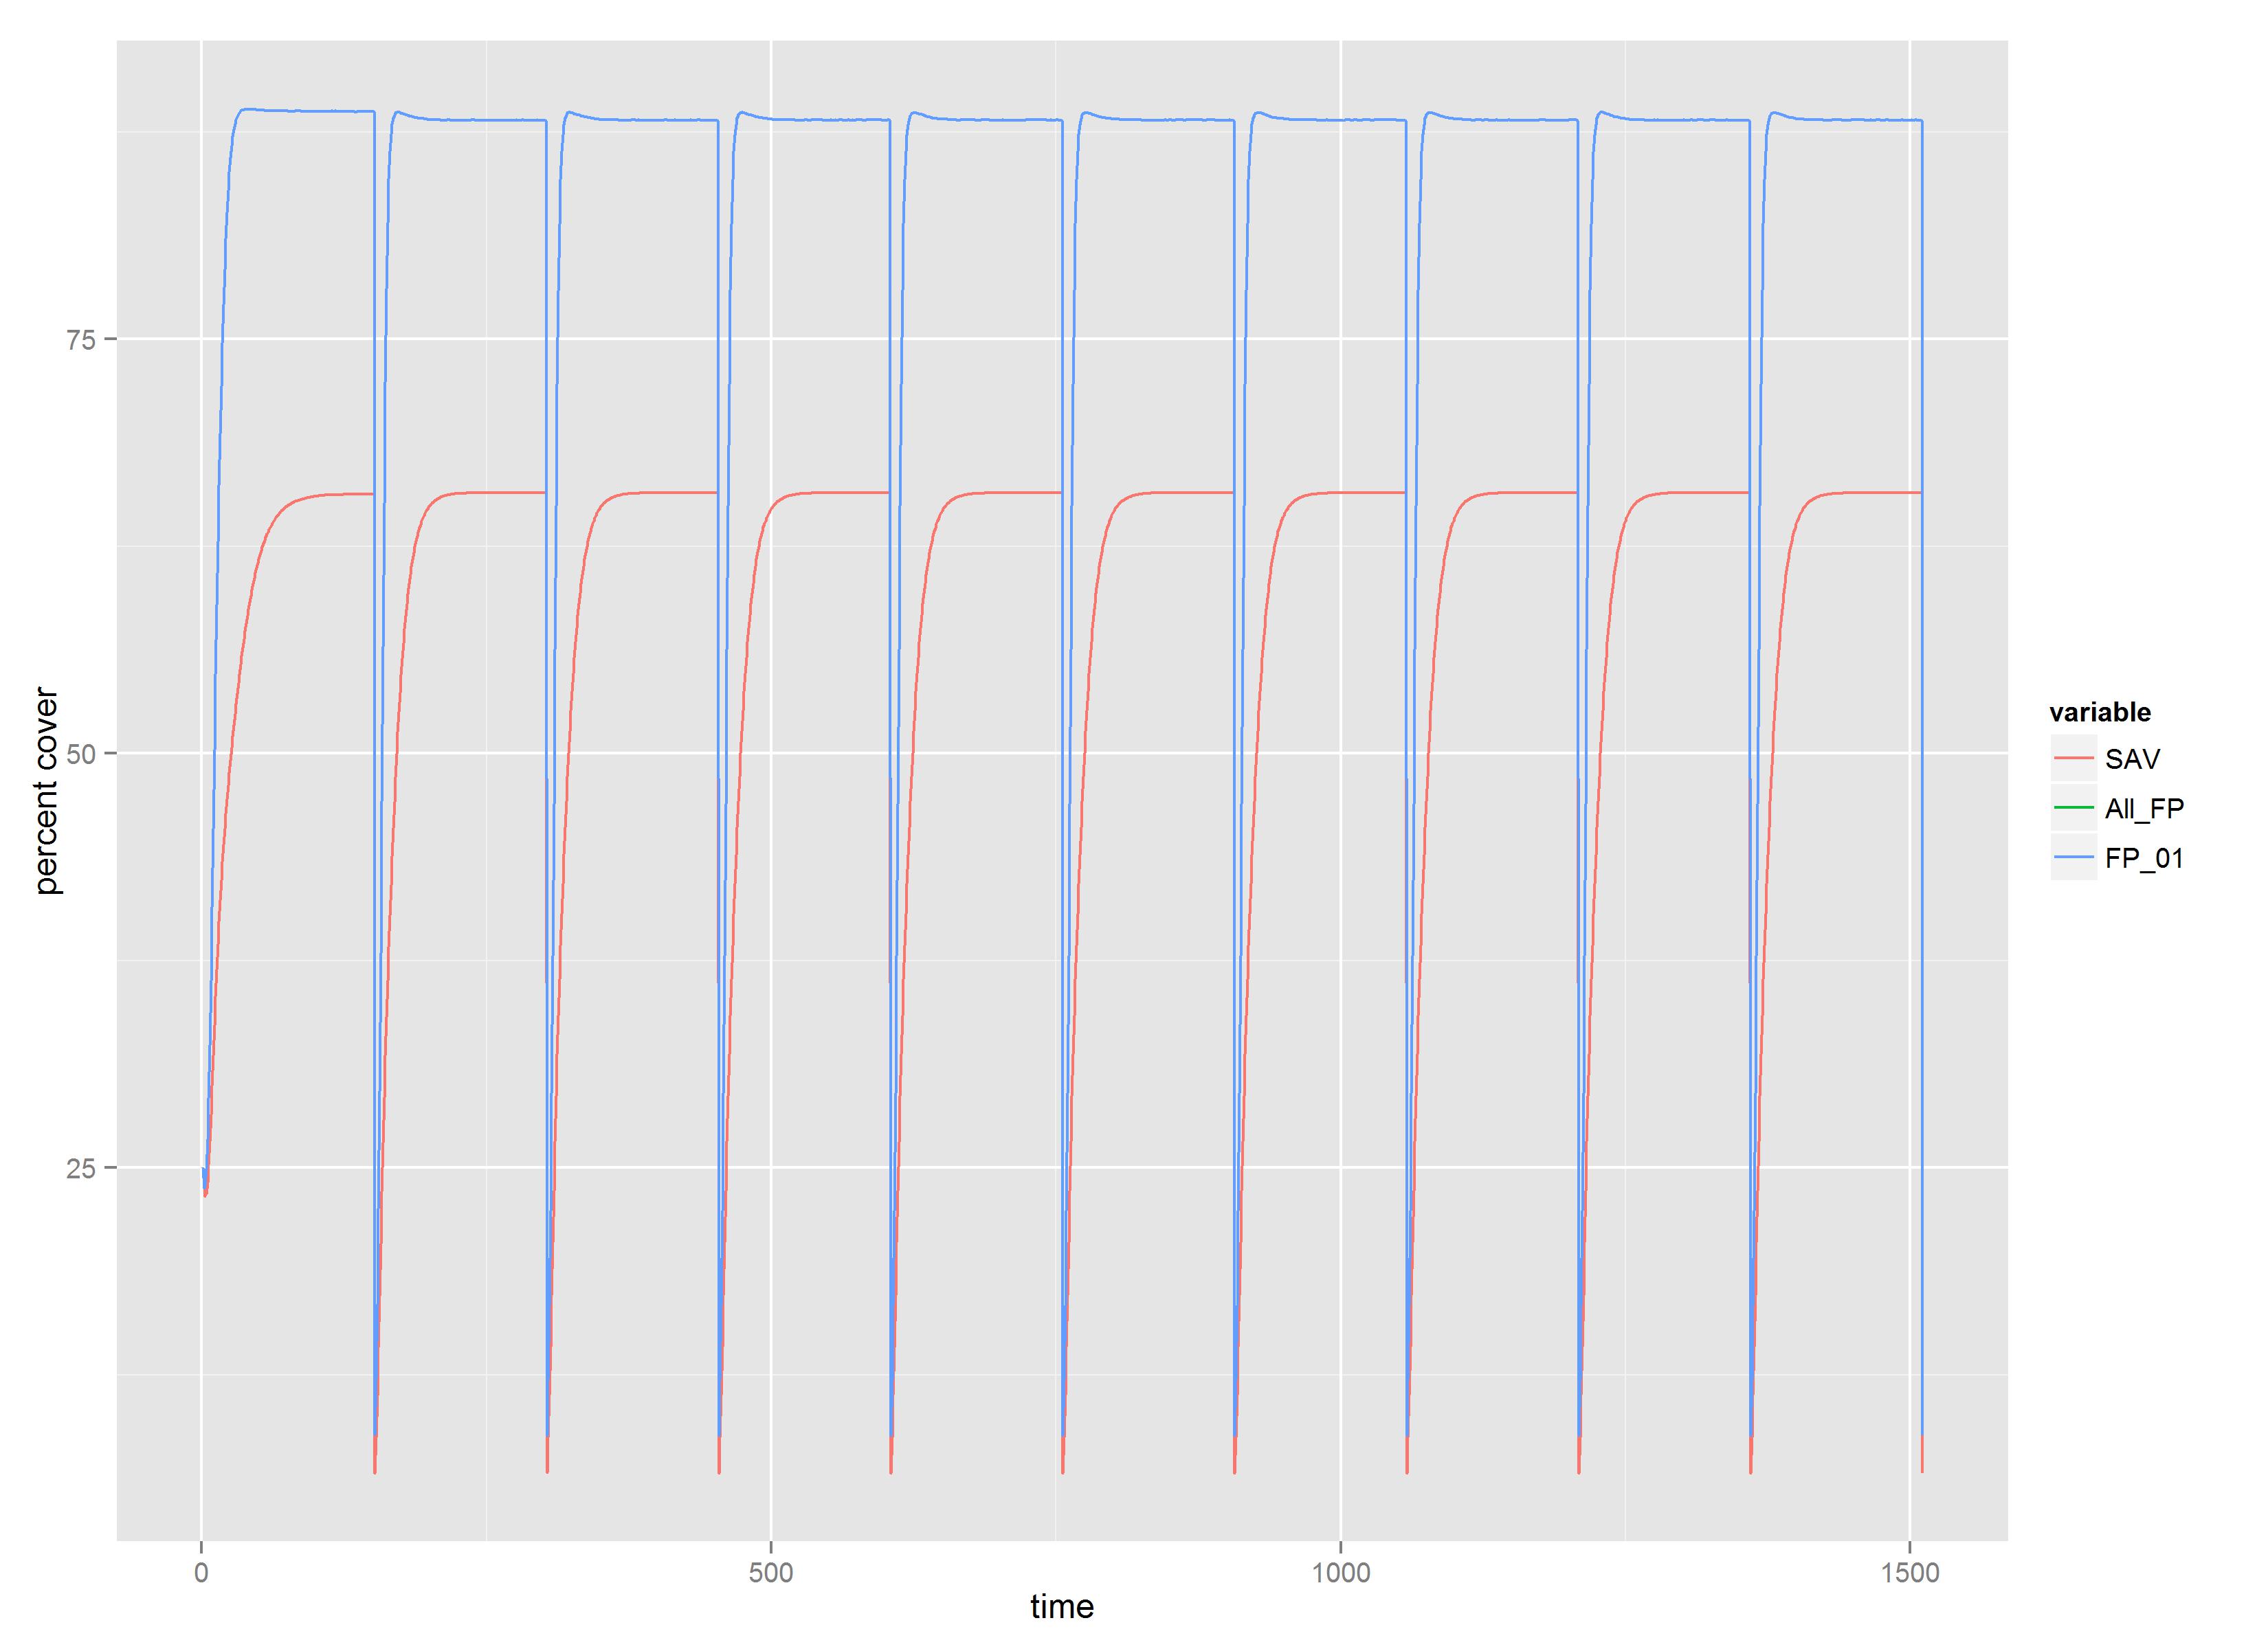 percent cover
75
50
25
0
500
1000
1500
time
variable
SAV
All_FP
FP_01